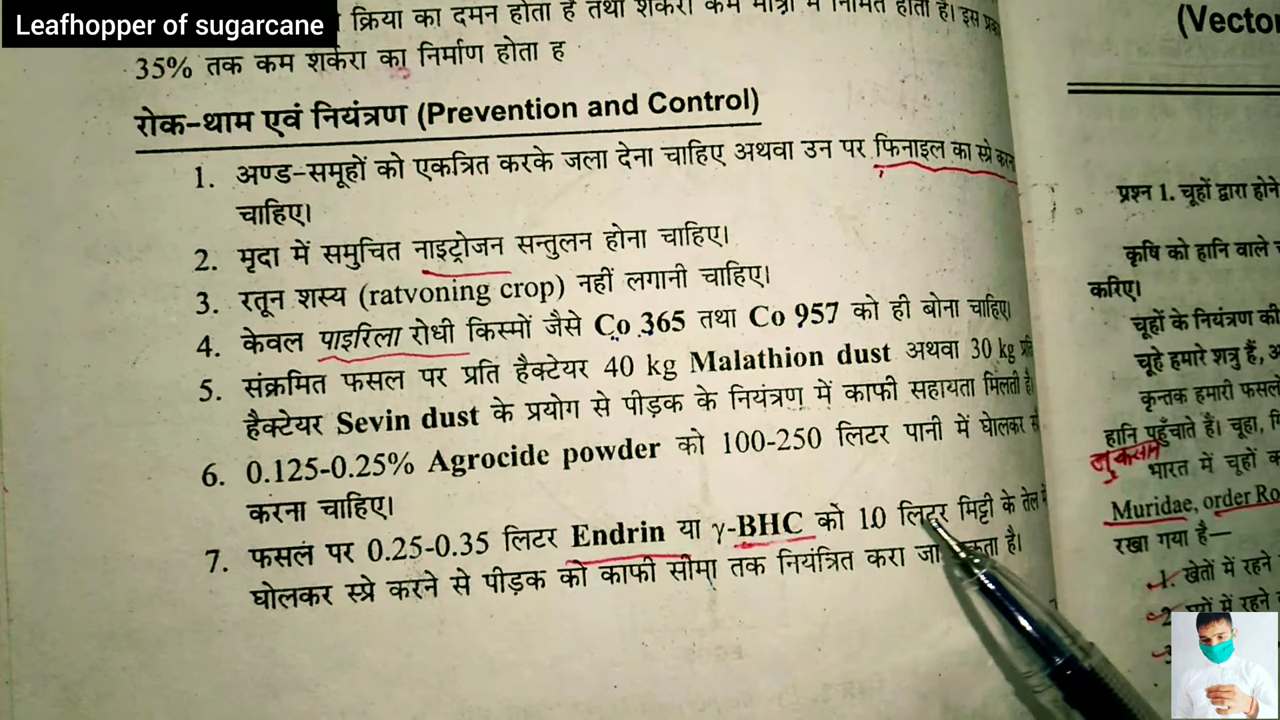 Leafhopper of sugarcane
क्रिया का दमन होता है तथा शर्करा कम मात्रा में निर्मित होता है। इस
35% तक कम शर्करा का निर्माण होता ह
रोक-थाम एवं नियंत्रण (Prevention and Control)
1. अण्ड-समूहों को एकत्रित करके जला देना चाहिए अथवा उन पर फिनाइल का स्प्रे
चाहिए।
2. मृदा में समुचित नाइट्रोजन सन्तुलन होना चाहिए।
3. रतून शस्य (ratvoning crop) नहीं लगानी चाहिए।
4. केवल पाइरिला रोधी किस्मों जैसे Co 365 तथा Co 957 को ही बोना चाहिए।
5. संक्रमित फसल पर प्रति हैक्टेयर 40 kg Malathion dust अथवा 30 kg प्रति
हैक्टेयर Sevin dust के प्रयोग से पीड़क के नियंत्रण में काफी सहायता मिलती है।
6. 0.125-0.25% Agrocide powder को 100-250 लिटर पानी में घोलकर
करना चाहिए।
7. फसल पर 0.25-0.35 लिटर Endrin या γ-BHC को 10 लिटर मिट्टी के तेल में
घोलकर स्प्रे करने से पीड़क को काफी सीमा तक नियंत्रित करा जा सकता है।
(Vector
प्रश्न 1. चूहों द्वारा होने
कृषि को हानि वाले
करिए।
चूहों के नियंत्रण की
चूहे हमारे शत्रु हैं,
कृन्तक हमारी
हानि पहुँचाते हैं। चूहा,
नुकसान
भारत में चूहों
Muridae, order Ro
रखा गया है—
1. खेतों में रहने
2. में रहने